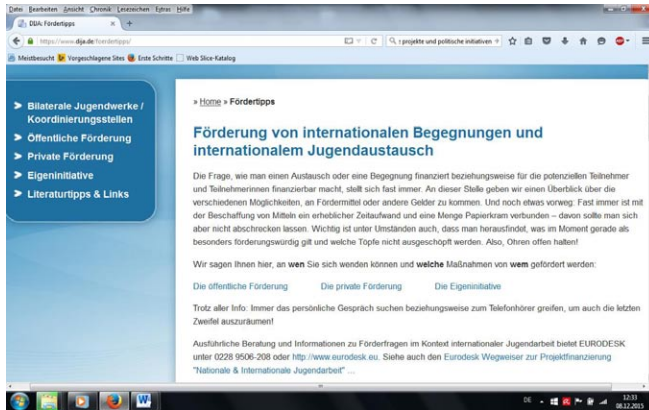 Datei Bearbeiten Ansicht Chronik Lesezeichen Extras Hilfe
DIJA: Fördertipps
https://www.dija.de/foerdertipps/
projekte und politische initiativen
Meistbesucht Vorgeschlagene Sites Erste Schritte Web Slice-Katalog
Bilaterale Jugendwerke /
Koordinierungsstellen
Öffentliche Förderung
Private Förderung
Eigeninitiative
Literaturtipps & Links
» Home » Fördertipps
Förderung von internationalen Begegnungen und
internationalem Jugendaustausch
Die Frage, wie man einen Austausch oder eine Begegnung finanziert beziehungsweise für die potenziellen Teilnehmer
und Teilnehmerinnen finanzierbar macht, stellt sich fast immer. An dieser Stelle geben wir einen Überblick über die
verschiedenen Möglichkeiten, an Fördermittel oder andere Gelder zu kommen. Und noch etwas vorweg: Fast immer ist mit
der Beschaffung von Mitteln ein erheblicher Zeitaufwand und eine Menge Papierkram verbunden – davon sollte man sich
aber nicht abschrecken lassen. Wichtig ist unter Umständen auch, dass man herausfindet, was im Moment gerade als
besonders förderungswürdig gilt und welche Töpfe nicht ausgeschöpft werden. Also, Ohren offen halten!
Wir sagen Ihnen hier, an wen Sie sich wenden können und welche Maßnahmen von wem gefördert werden:
Die öffentliche Förderung Die private Förderung Die Eigeninitiative
Trotz aller Info: Immer das persönliche Gespräch suchen beziehungsweise zum Telefonhörer greifen, um auch die letzten
Zweifel auszuräumen!
Ausführliche Beratung und Informationen zu Förderfragen im Kontext internationaler Jugendarbeit bietet EURODESK
unter 0228 9506-208 oder http://www.eurodesk.eu. Siehe auch den Eurodesk Wegweiser zur Projektfinanzierung
"Nationale & Internationale Jugendarbeit" ...
DE
12:33
08.12.2015